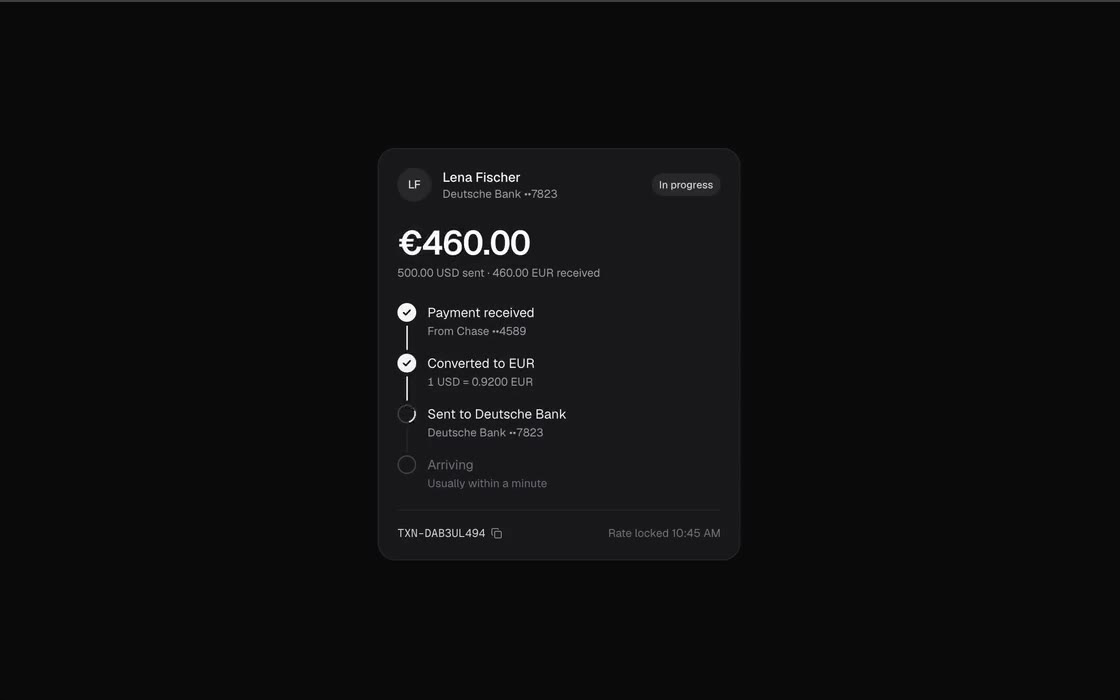 LF
Lena Fischer
Deutsche Bank ••7823
In progress
€460.00
500.00 USD sent · 460.00 EUR received
Payment received
From Chase ••4589
Converted to EUR
1 USD = 0.9200 EUR
Sent to Deutsche Bank
Deutsche Bank ••7823
Arriving
Usually within a minute
TXN-DAB3UL494
Rate locked 10:45 AM